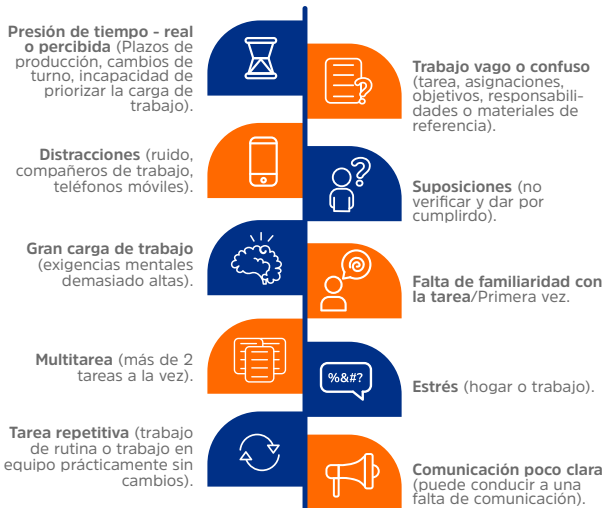 Presión de tiempo - real
o percibida (Plazos de
producción, cambios de
turno, incapacidad de
priorizar la carga de
trabajo).
Trabajo vago o confuso
(tarea, asignaciones,
objetivos, responsabili-
dades o materiales de
referencia).
Distracciones (ruido,
compañeros de trabajo,
teléfonos móviles).
Suposiciones (no
verificar y dar por
cumplirdo).
Gran carga de trabajo
(exigencias mentales
demasiado altas).
Falta de familiaridad con
la tarea/Primera vez.
Multitarea (más de 2
tareas a la vez).
%&#?
Estrés (hogar o trabajo).
Tarea repetitiva (trabajo
de rutina o trabajo en
equipo prácticamente sin
cambios).
Comunicación poco clara
(puede conducir a una
falta de comunicación).